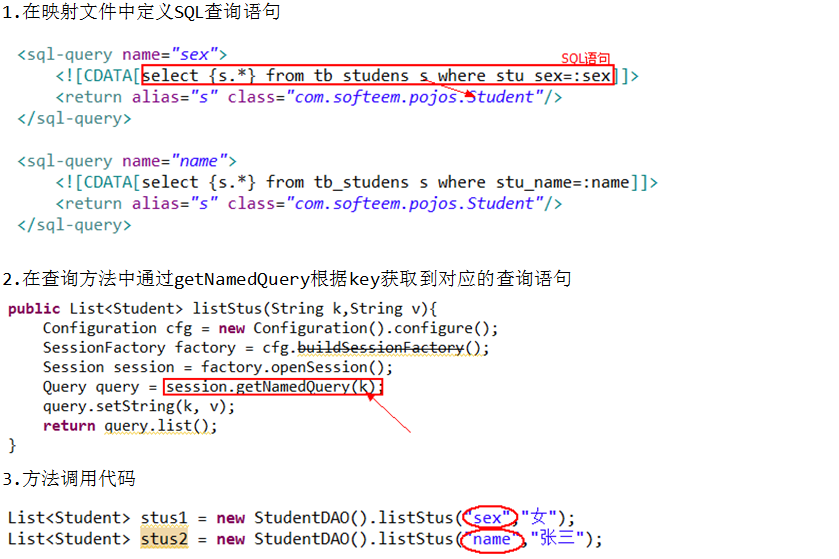 1.在映射文件中定义SQL查询语句
<sql-query name="sex">
SQL语句
<![CDATA[select {s.*} from tb_studens s where stu_sex=:sex]]>
<return alias="s" class="com.softeem.pojos.Student"/>
</sql-query>
<sql-query name="name">
<![CDATA[select {s.*} from tb_studens s where stu_name=:name]]>
<return alias="s" class="com.softeem.pojos.Student"/>
</sql-query>
2.在查询方法中通过getNamedQuery根据key获取到对应的查询语句
public List<Student> listStus(String k,String v){
Configuration cfg = new Configuration().configure();
SessionFactory factory = cfg.buildSessionFactory();
Session session = factory.openSession();
Query query = session.getNamedQuery(k);
query.setString(k, v);
return query.list();
}
3.方法调用代码
List<Student> stus1 = new StudentDAO().listStus("sex","女");
List<Student> stus2 = new StudentDAO().listStus("name","张三");